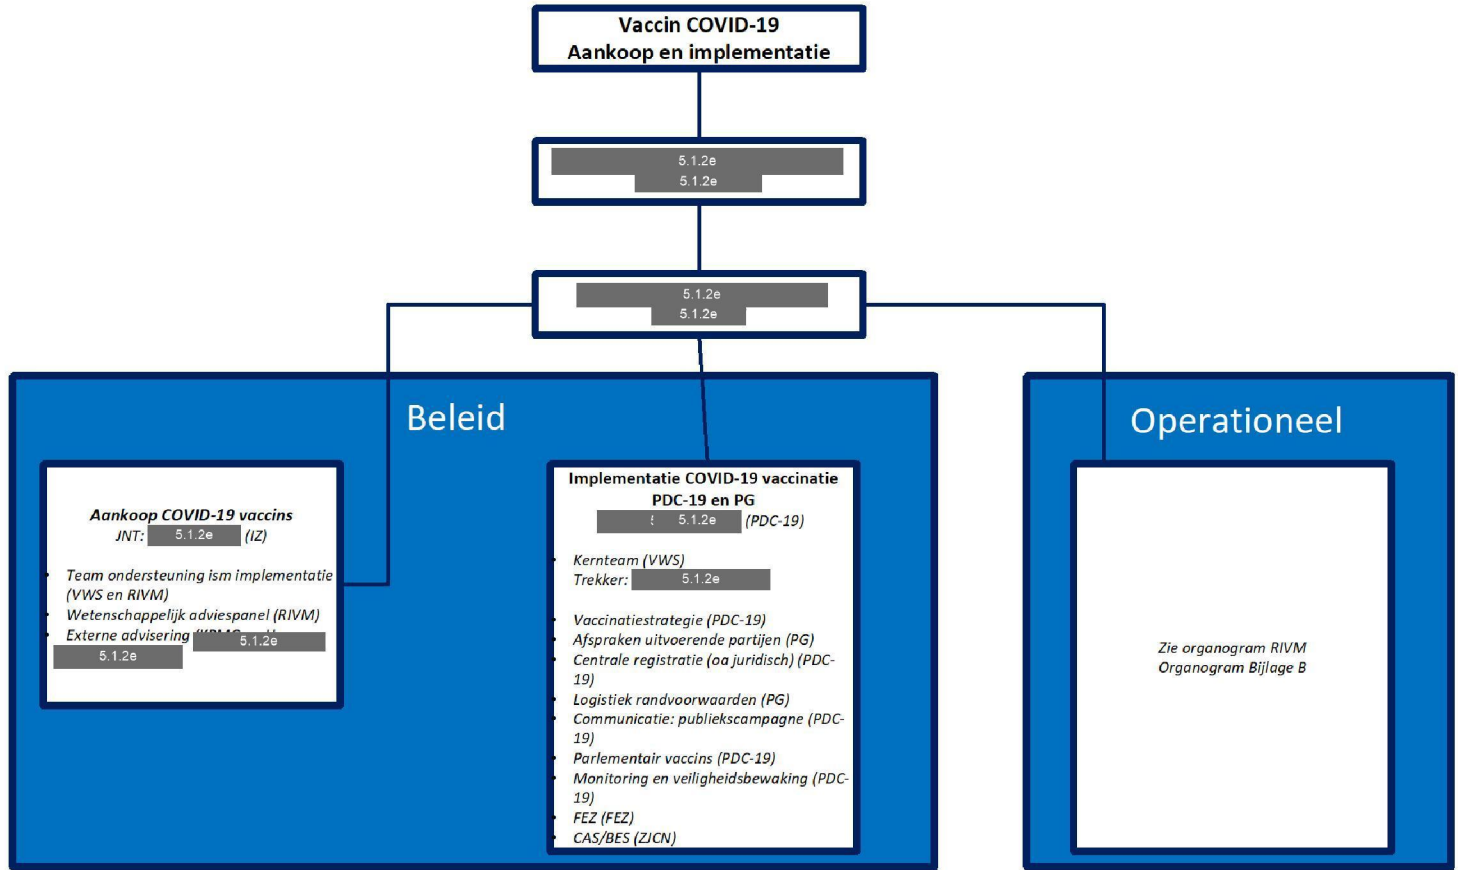 Vaccin COVID-19
Aankoop en implementatie
5.1.2e
5.1.2e
5.1.2e
5.1.2e
Beleid
Operationeel
Aankoop COVID-19 vaccins
JNT: 5.1.2e (IZ)
• Team ondersteuning ism implementatie
(VWS en RIVM)
• Wetenschappelijk adviespanel (RIVM)
• Externe advisering
5.1.2e
5.1.2e
Implementatie COVID-19 vaccinatie
PDC-19 en PG
5.1.2e (PDC-19)
• Kernteam (VWS)
Trekker: 5.1.2e
• Vaccinatiestrategie (PDC-19)
• Afspraken uitvoerende partijen (PG)
• Centrale registratie (oa juridisch) (PDC-
19)
• Logistiek randvoorwaarden (PG)
• Communicatie: publiekscampagne (PDC-
19)
• Parlementair vaccins (PDC-19)
• Monitoring en veiligheidsbewaking (PDC-
19)
• FEZ (FEZ)
• CAS/BES (ZJCN)
Zie organogram RIVM
Organogram Bijlage B